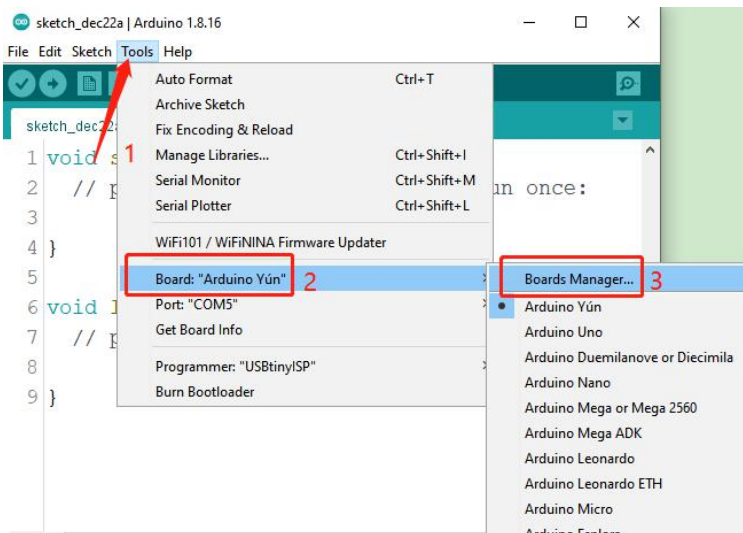 sketch_dec22a | Arduino 1.8.16
File Edit Sketch Tools Help
sketch_dec22
Auto Format Ctrl+T
Archive Sketch
Fix Encoding & Reload
Manage Libraries... Ctrl+Shift+I
Serial Monitor Ctrl+Shift+M
Serial Plotter Ctrl+Shift+L
WiFi101 / WiFiNINA Firmware Updater
Board: "Arduino Yún"
Port: "COM5"
Get Board Info
Programmer: "USBtinyISP"
Burn Bootloader
1
2
3
Boards Manager...
Arduino Yún
Arduino Uno
Arduino Duemilanove or Diecimila
Arduino Nano
Arduino Mega or Mega 2560
Arduino Mega ADK
Arduino Leonardo
Arduino Leonardo ETH
Arduino Micro
1 void s
2 // p un once:
3
4 }
5
6 void l
7 // p
8
9 }